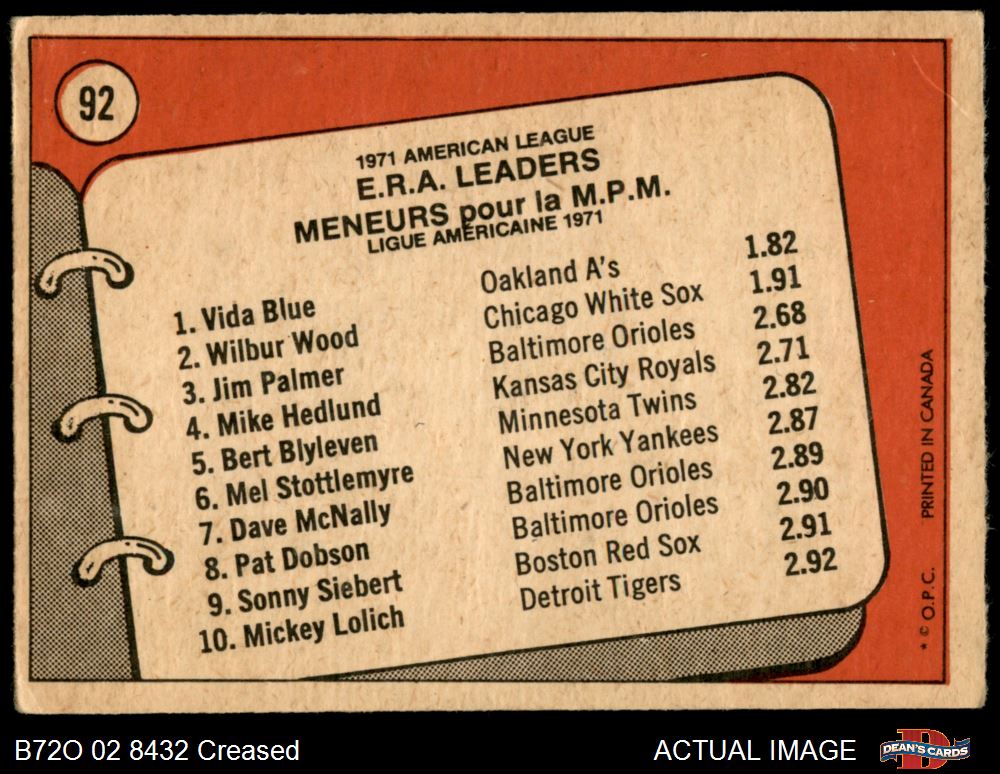 92
1971 AMERICAN LEAGUE
E.R.A. LEADERS
MENEURS pour la M.P.M.
LIGUE AMÉRICAINE 1971
1. Vida Blue Oakland A's 1.82
2. Wilbur Wood Chicago White Sox 1.91
3. Jim Palmer Baltimore Orioles 2.68
4. Mike Hedlund Kansas City Royals 2.71
5. Bert Blyleven Minnesota Twins 2.82
6. Mel Stottlemyre New York Yankees 2.87
7. Dave McNally Baltimore Orioles 2.89
8. Pat Dobson Baltimore Orioles 2.90
9. Sonny Siebert Boston Red Sox 2.91
10. Mickey Lolich Detroit Tigers 2.92
* © O.P.C. PRINTED IN CANADA
B72O 02 8432 Creased
ACTUAL IMAGE
DEAN'S CARDS